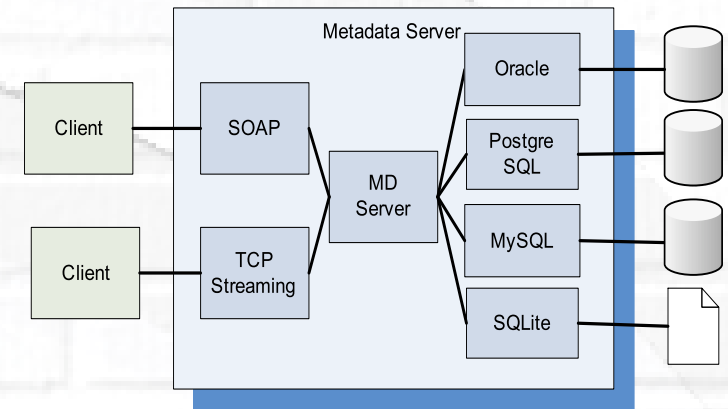 Metadata Server
Oracle
Client
SOAP
Postgre
SQL
MD
Server
MySQL
Client
TCP
Streaming
SQLite